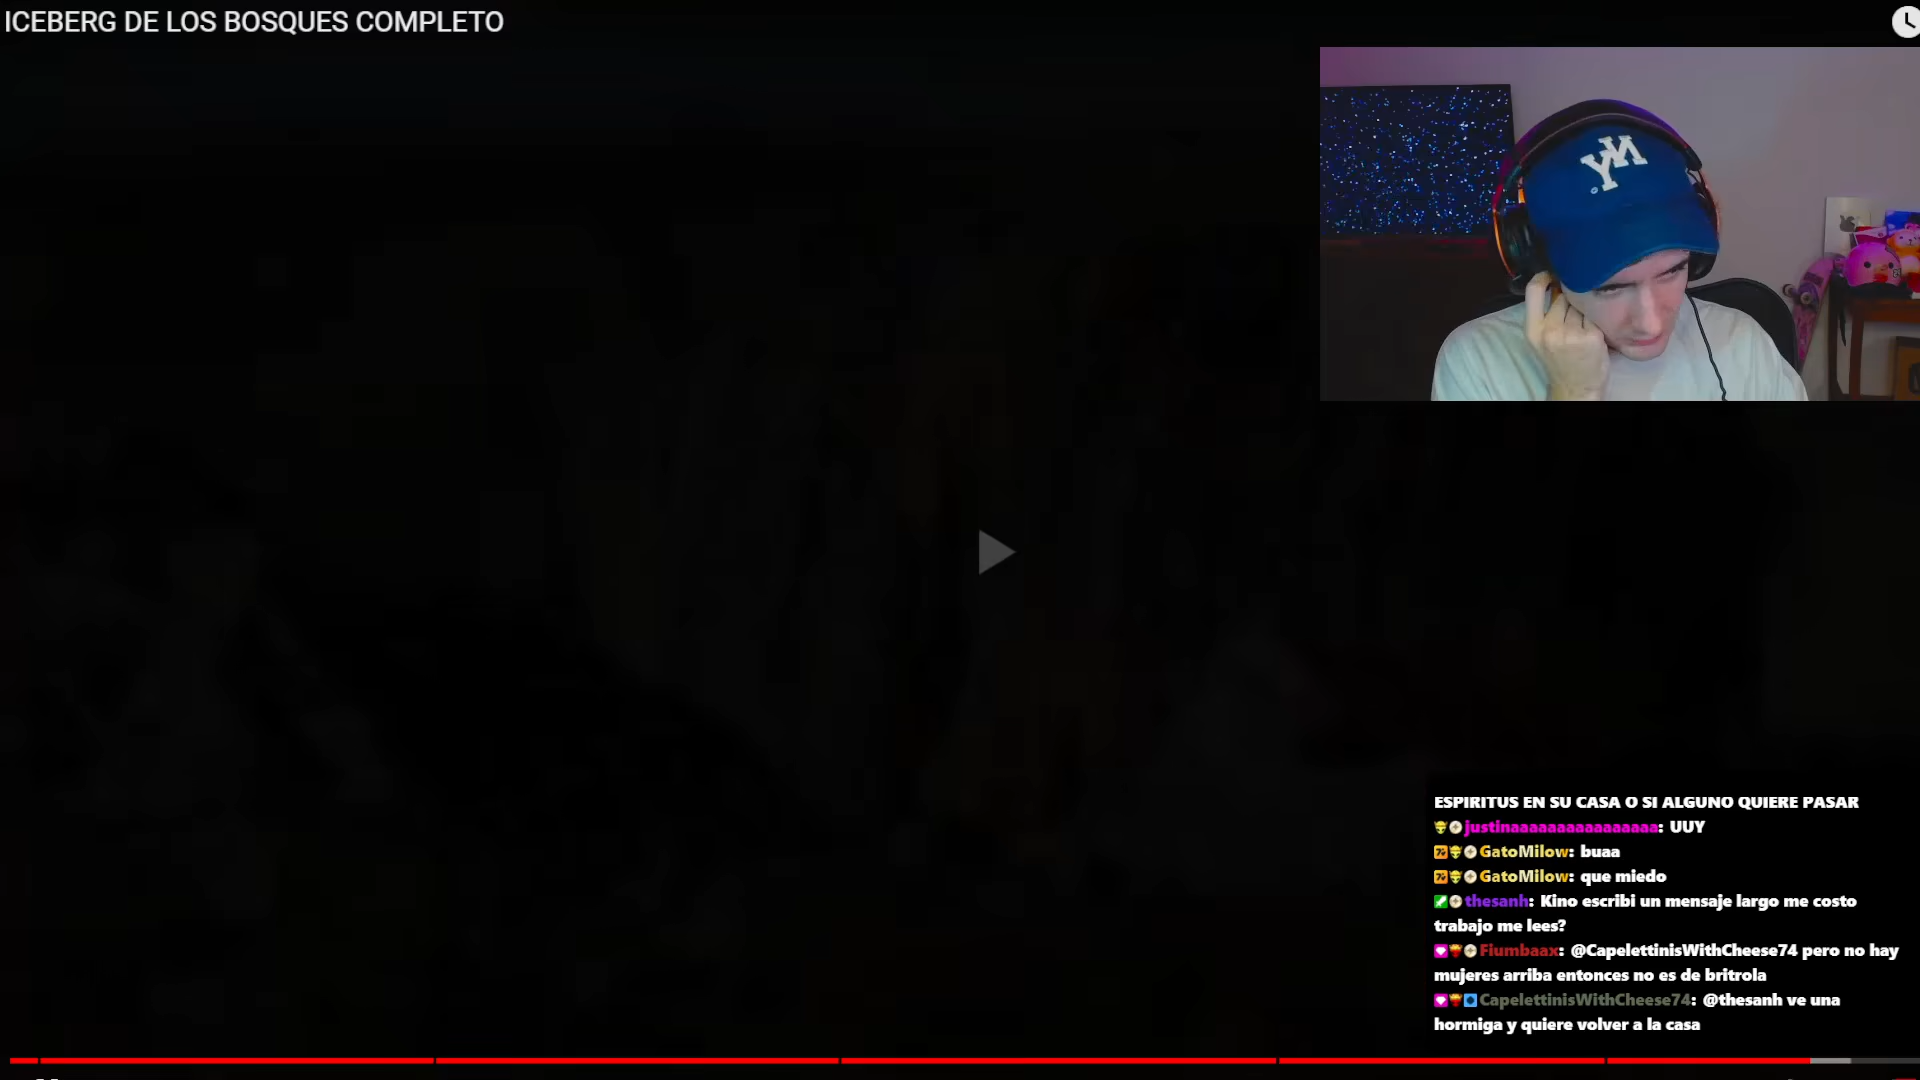 ICEBERG DE LOS BOSQUES COMPLETO
NY
ESPIRITUS EN SU CASA O SI ALGUNO QUIERE PASAR
justinaaaaaaaaaaaaaaaa: UUY
GatoMilow: buaa
GatoMilow: que miedo
thesanh: Kino escribi un mensaje largo me costo
trabajo me lees?
Fiumbaax: @CapelettinisWithCheese74 pero no hay
mujeres arriba entonces no es de britrola
CapelettinisWithCheese74: @thesanh ve una
hormiga y quiere volver a la casa